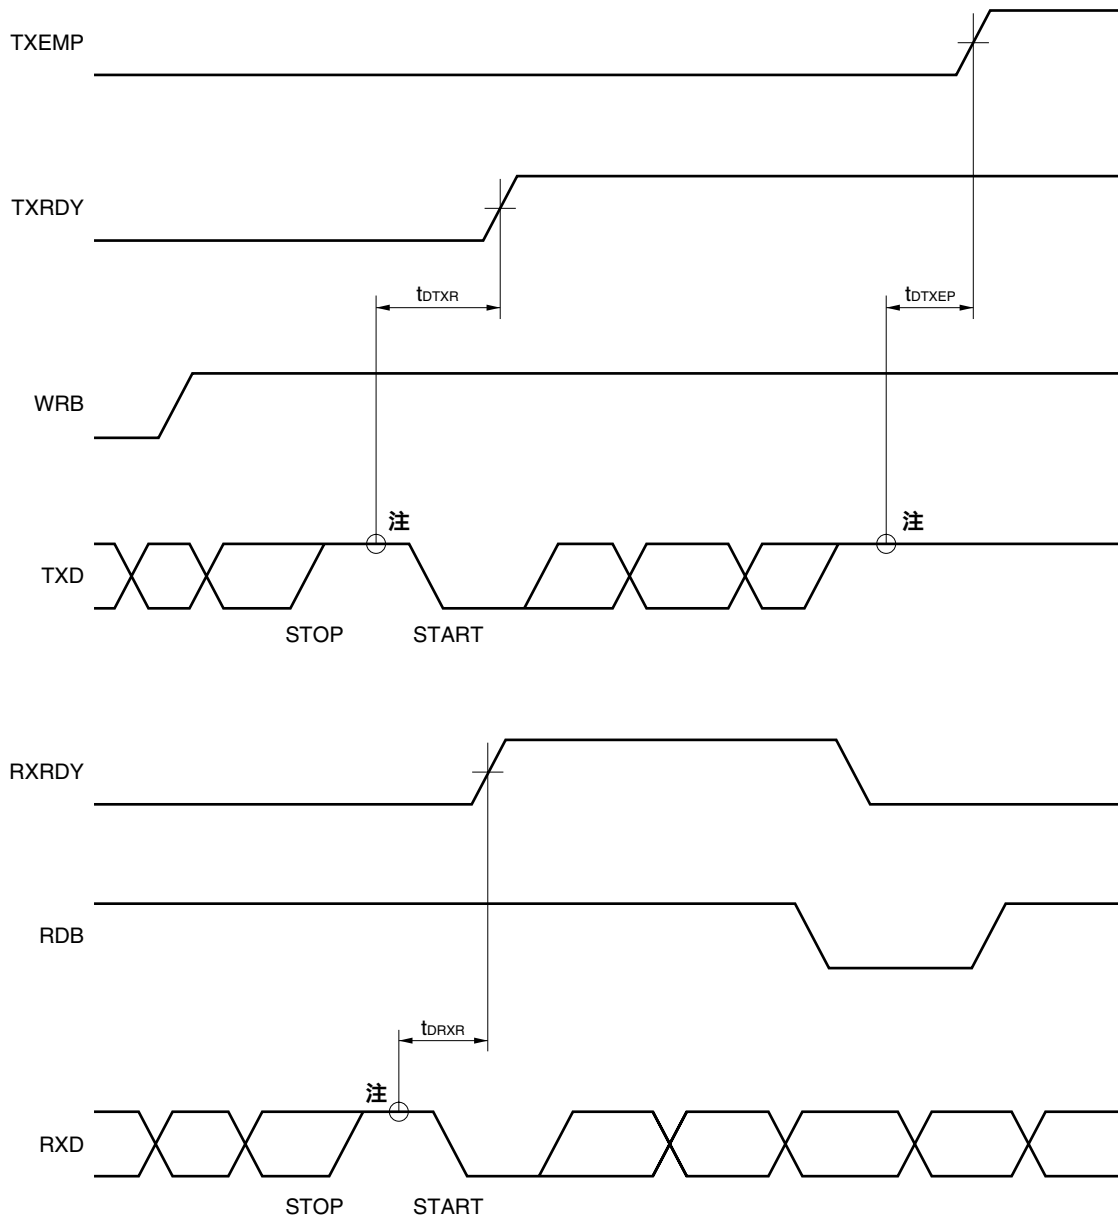 TXEMP
TXRDY
tDTXR
tDTXEP
WRB
注
注
TXD
STOP
START
RXRDY
RDB
tDRXR
注
RXD
STOP
START